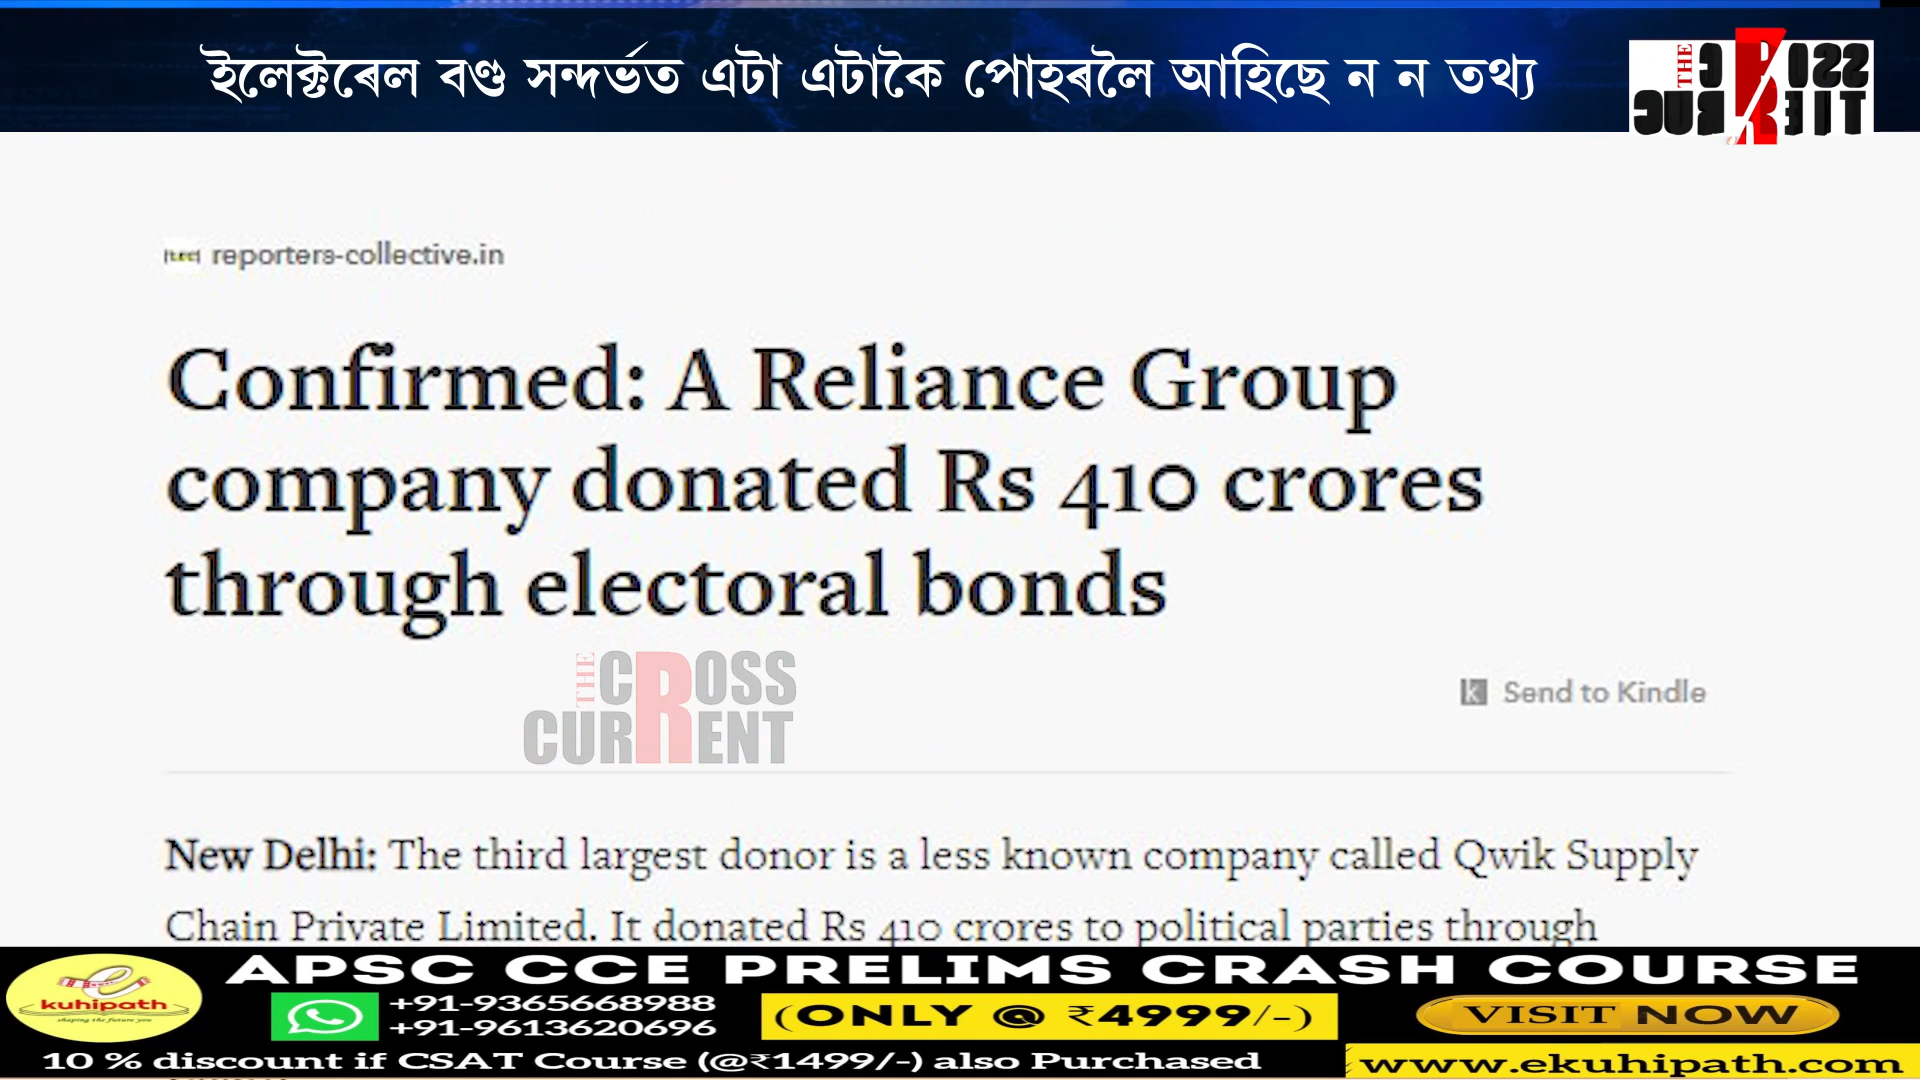 ইলেক্টৰেল বণ্ড সন্দৰ্ভত এটা এটাকৈ পোহৰলৈ আহিছে ন ন তথ্য
reporters-collective.in
Confirmed: A Reliance Group
company donated Rs 410 crores
through electoral bonds
THE CROSS
CURRENT
Send to Kindle
New Delhi: The third largest donor is a less known company called Qwik Supply
Chain Private Limited. It donated Rs 410 crores to political parties through
APSC CCE PRELIMS CRASH COURSE
kuhipath
shaping the future you
+91-9365668988
+91-9613620696
(ONLY @ ₹4999/-)
VISIT NOW
10 % discount if CSAT Course (@₹1499/-) also Purchased
www.ekuhipath.com